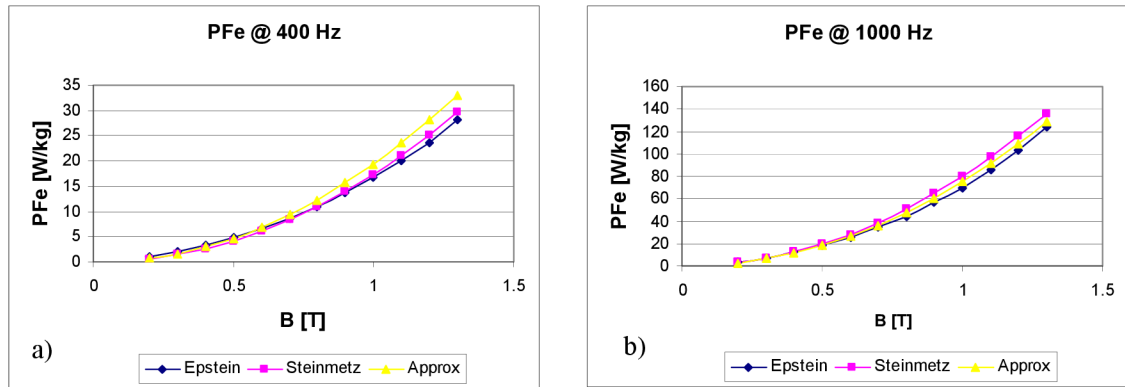 PFe @ 400 Hz
35
30
25
20
15
10
5
0
PFe [W/kg]
0
0.5
1
1.5
B [T]
a)
Epstein
Steinmetz
Approx
PFe @ 1000 Hz
160
140
120
100
80
60
40
20
0
PFe [W/kg]
0
0.5
1
1.5
B [T]
b)
Epstein
Steinmetz
Approx